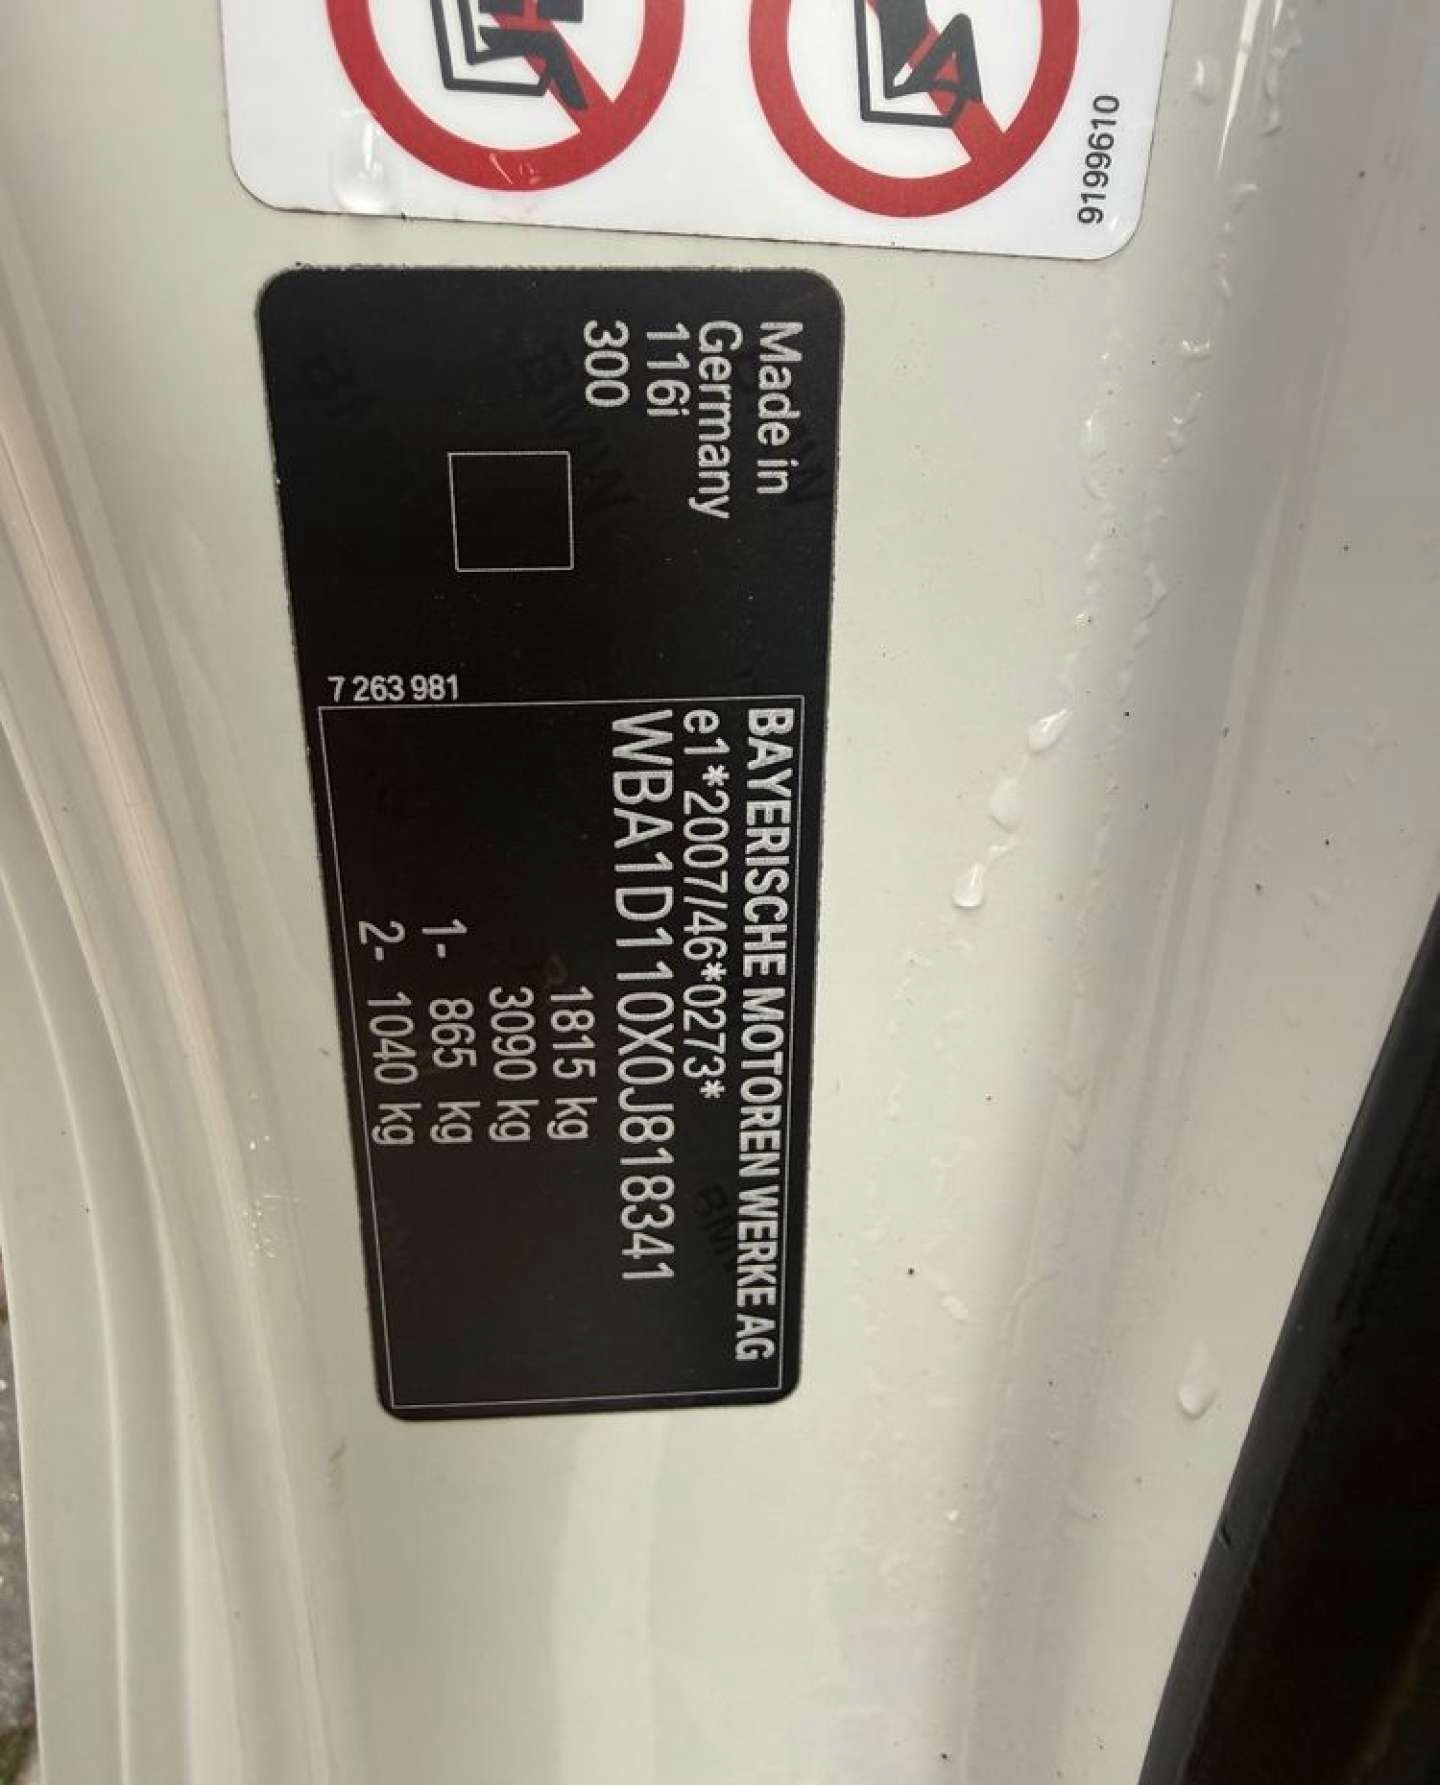 9199610
Made in
Germany
116i
300
7 263 981
BAYERISCHE MOTOREN WERKE AG
e1*2007/46*0273*
WBA1D110X0J818341
1815 kg
3090 kg
1- 865 kg
2- 1040 kg